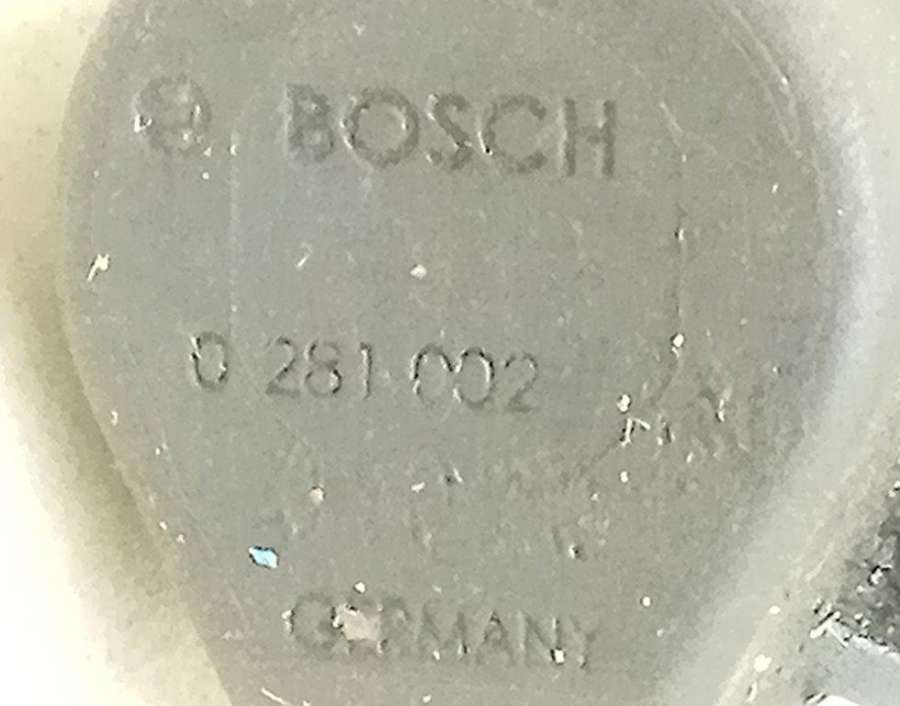 BOSCH
0 281 002
GERMANY